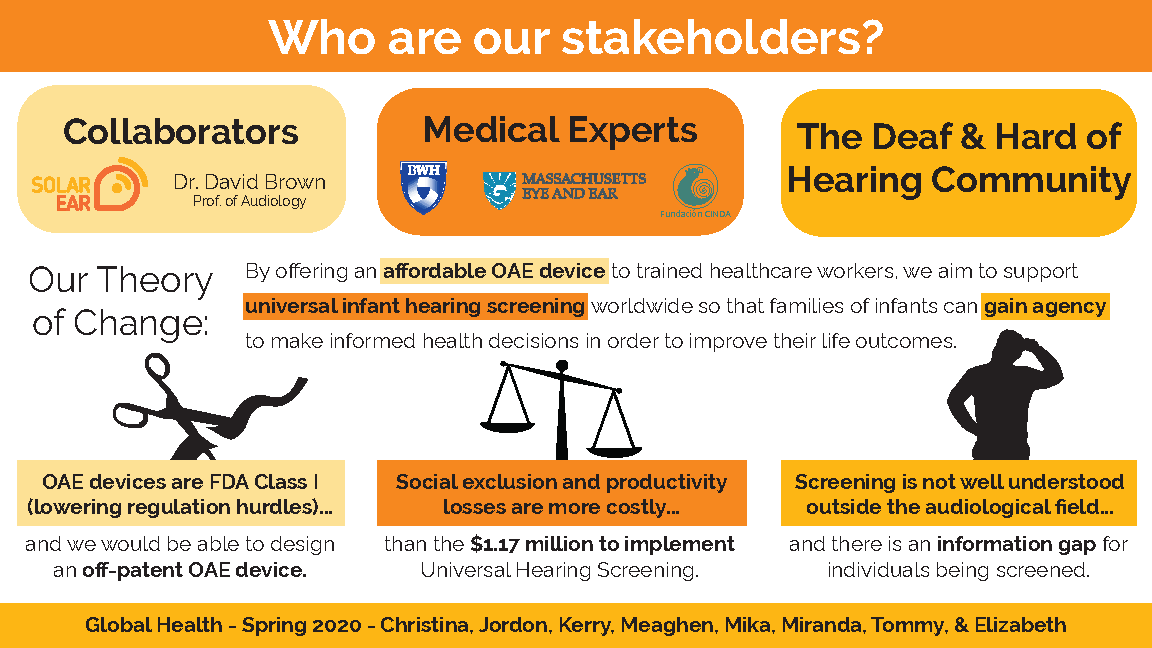 Who are our stakeholders?
Collaborators
SOLAR
EAR
Dr. David Brown
Prof. of Audiology
Medical Experts
BWH
MASSACHUSETTS
EYE AND EAR
Fundación CINDA
The Deaf & Hard of
Hearing Community
Our Theory
of Change:
By offering an affordable OAE device to trained healthcare workers, we aim to support
universal infant hearing screening worldwide so that families of infants can gain agency
to make informed health decisions in order to improve their life outcomes.
OAE devices are FDA Class I
(lowering regulation hurdles)...
and we would be able to design
an off-patent OAE device.
Social exclusion and productivity
losses are more costly...
than the $1.17 million to implement
Universal Hearing Screening.
Screening is not well understood
outside the audiological field...
and there is an information gap for
individuals being screened.
Global Health - Spring 2020 - Christina, Jordon, Kerry, Meaghen, Mika, Miranda, Tommy, & Elizabeth